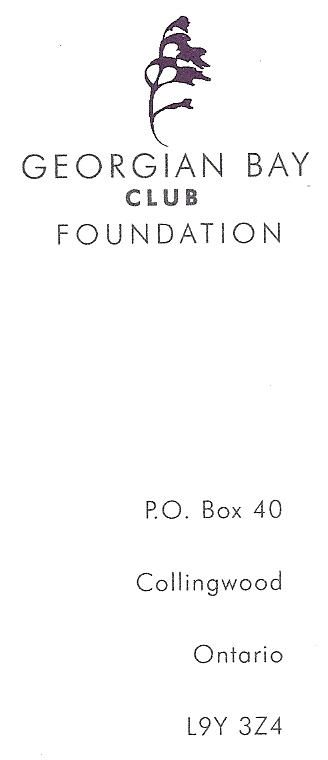 GEORGIAN BAY
CLUB
FOUNDATION
P.O. Box 40
Collingwood
Ontario
L9Y 3Z4